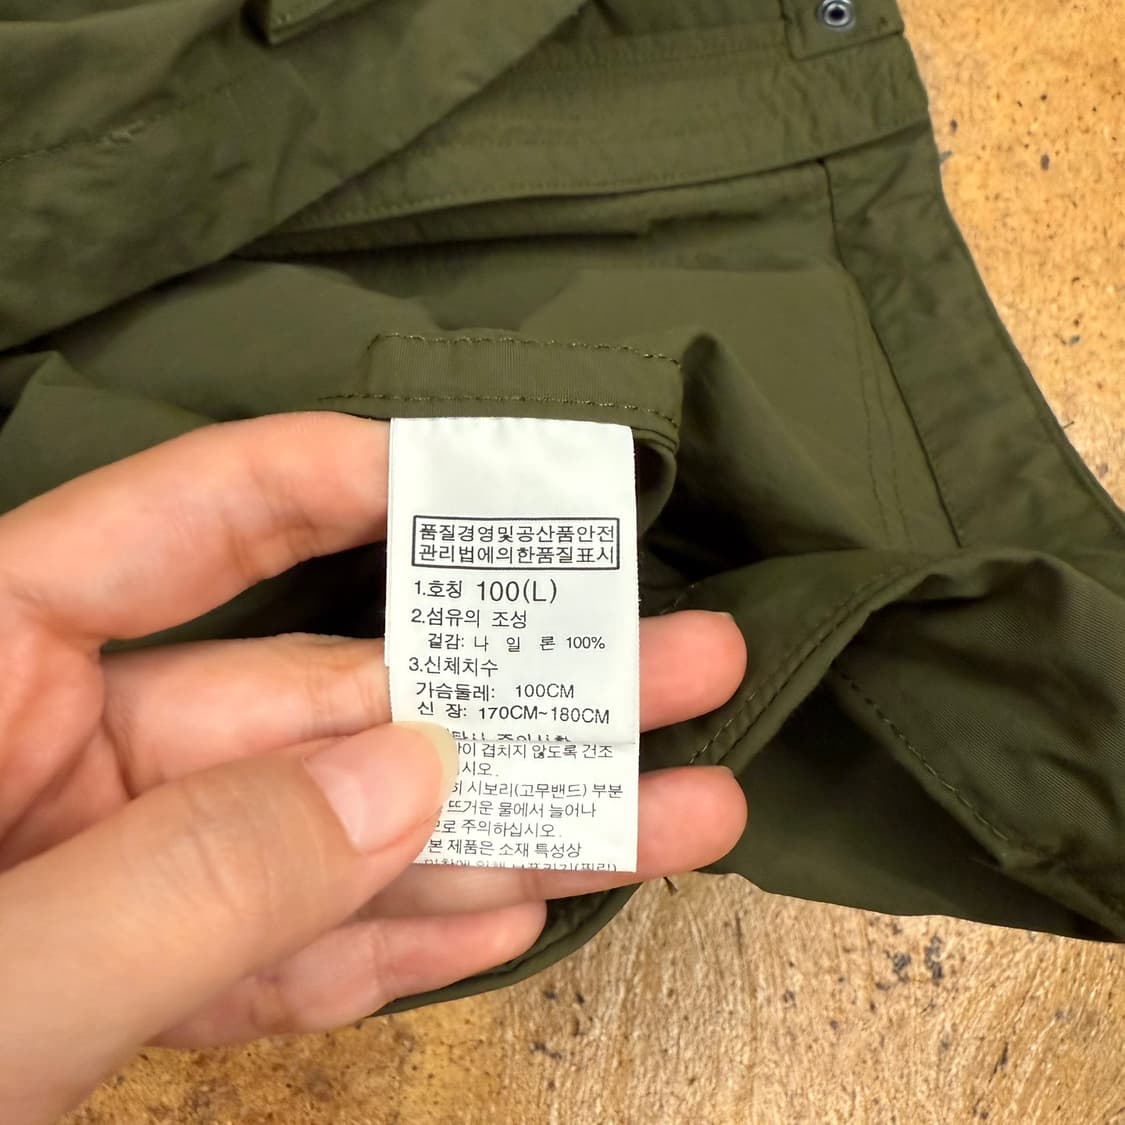 품질경영및공산품안전
관리법에의한품질표시
1.호칭 100(L)
2.섬유의 조성
겉감: 나 일 론 100%
3.신체치수
가슴둘레: 100CM
신 장: 170CM~180CM
겹치지 않도록 건조
시오.
시보리(고무밴드) 부분
뜨거운 물에서 늘어나
주의하십시오.
본 제품은 소재 특성상